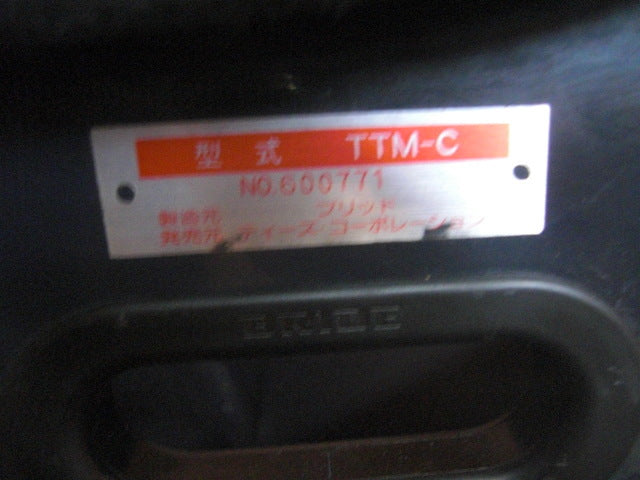 型式 TTM-C
NO.600771
製造元 ブリッド
発売元 ティーズ コーポレーション
BRIDE